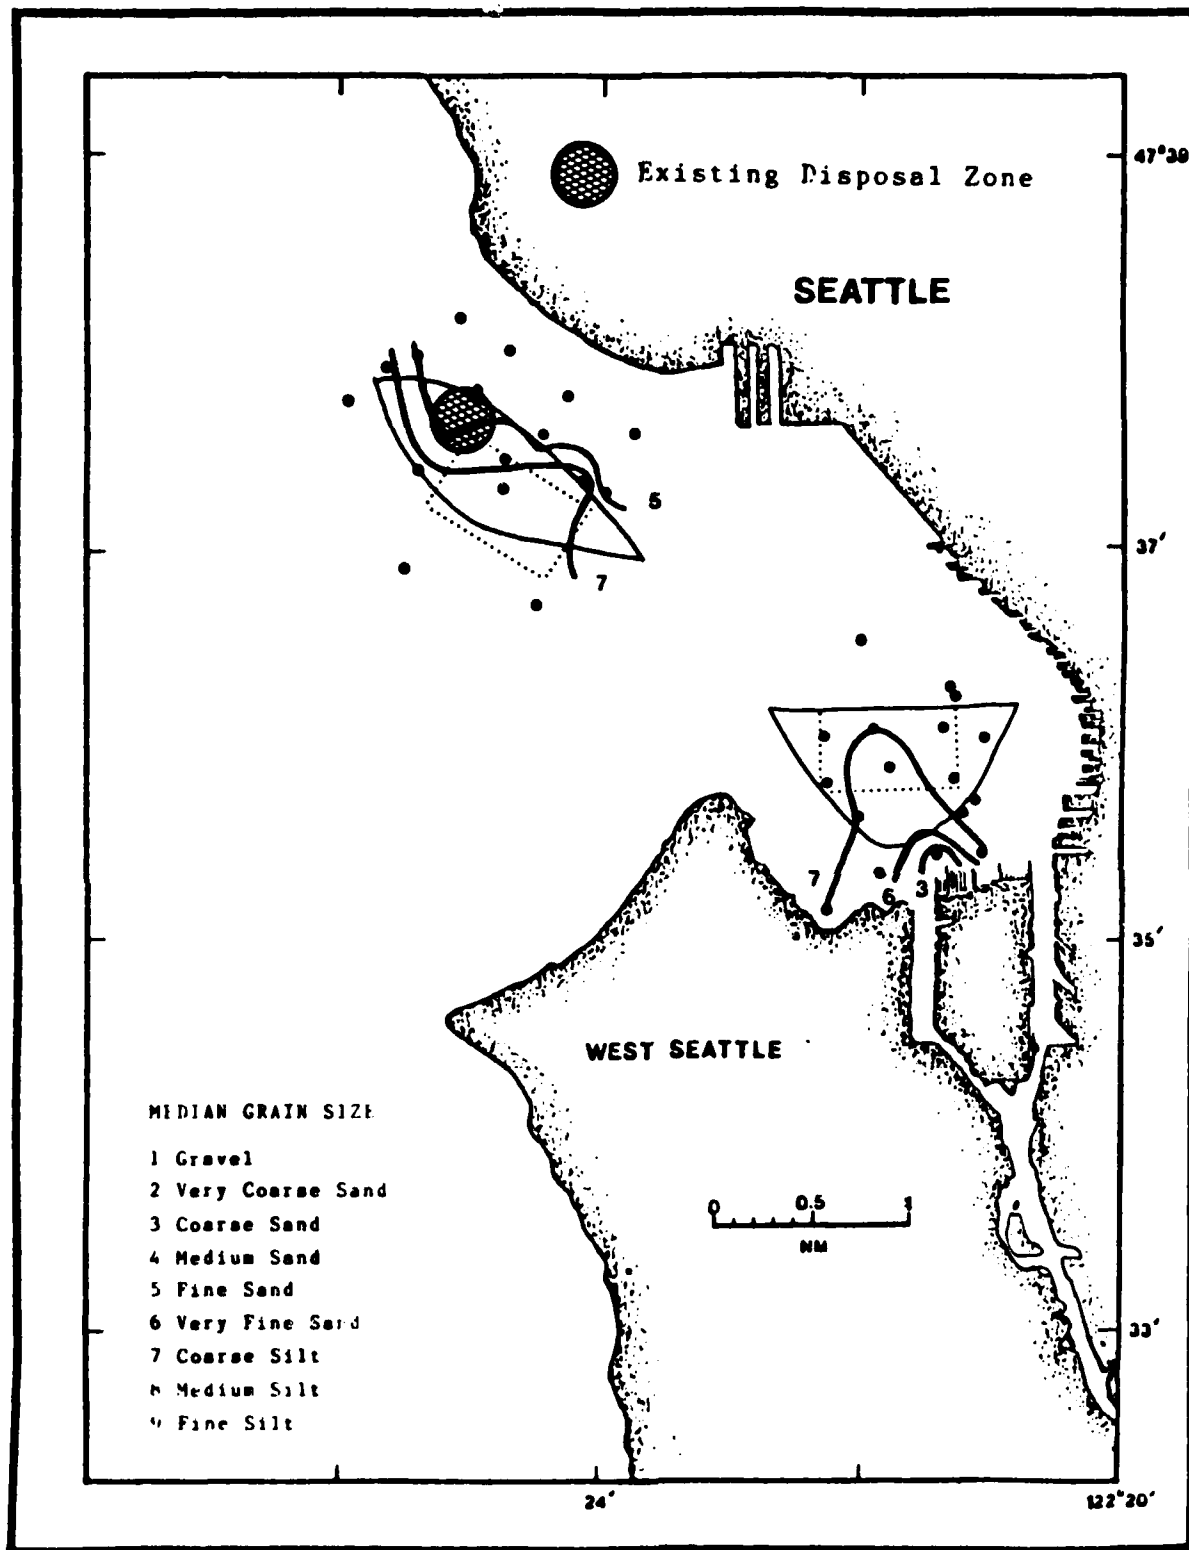 47°39
Existing Disposal Zone
SEATTLE
5
37'
7
7
6
3
35'
WEST SEATTLE
MEDIAN GRAIN SIZE
1 Gravel
2 Very Coarse Sand
3 Coarse Sand
4 Medium Sand
5 Fine Sand
6 Very Fine Sand
7 Coarse Silt
8 Medium Silt
9 Fine Silt
0 0.5 1
NM
33'
24'
122°20'